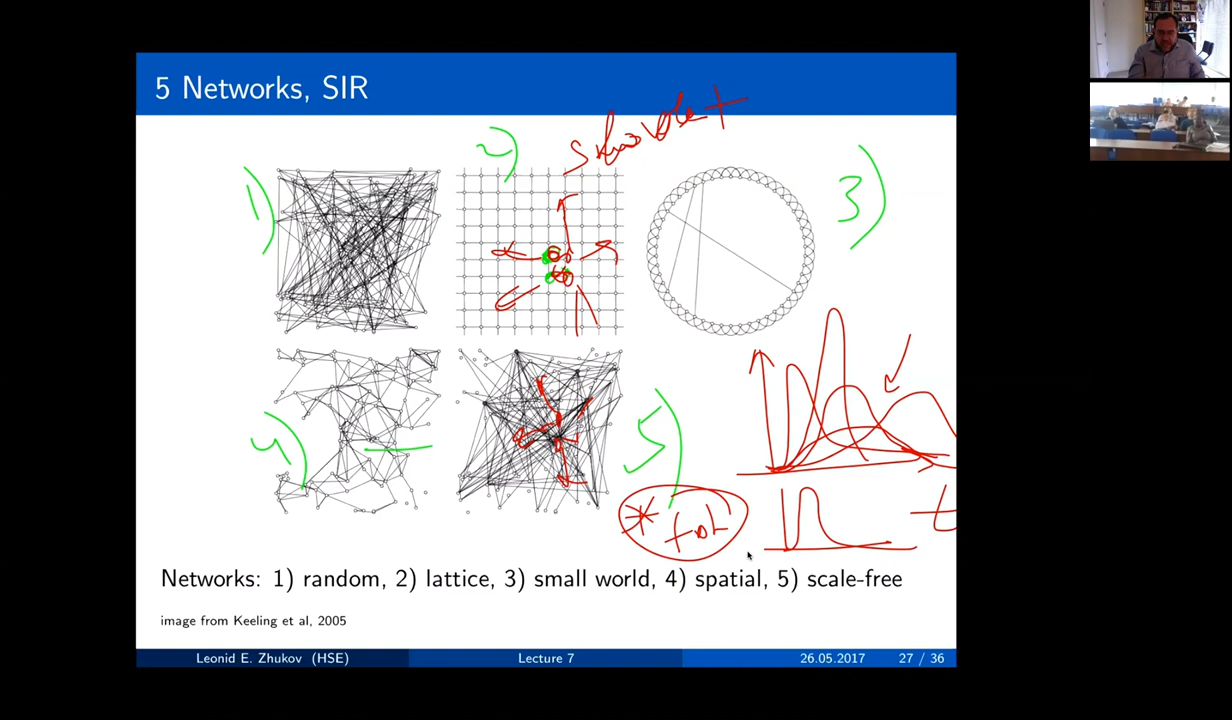 5 Networks, SIR
1)
2)
3)
4)
5)
t
Networks: 1) random, 2) lattice, 3) small world, 4) spatial, 5) scale-free
image from Keeling et al, 2005
Leonid E. Zhukov (HSE) Lecture 7 26.05.2017 27 / 36